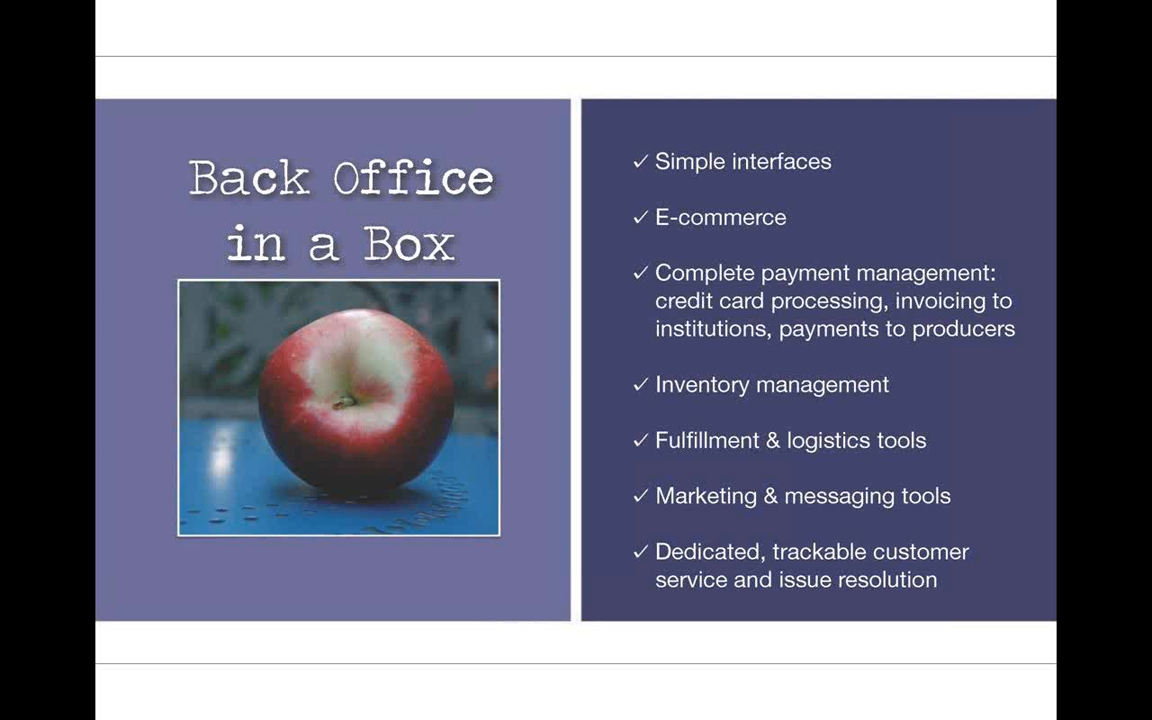 Back Office
in a Box
✓ Simple interfaces
✓ E-commerce
✓ Complete payment management:
credit card processing, invoicing to
institutions, payments to producers
✓ Inventory management
✓ Fulfillment & logistics tools
✓ Marketing & messaging tools
✓ Dedicated, trackable customer
service and issue resolution